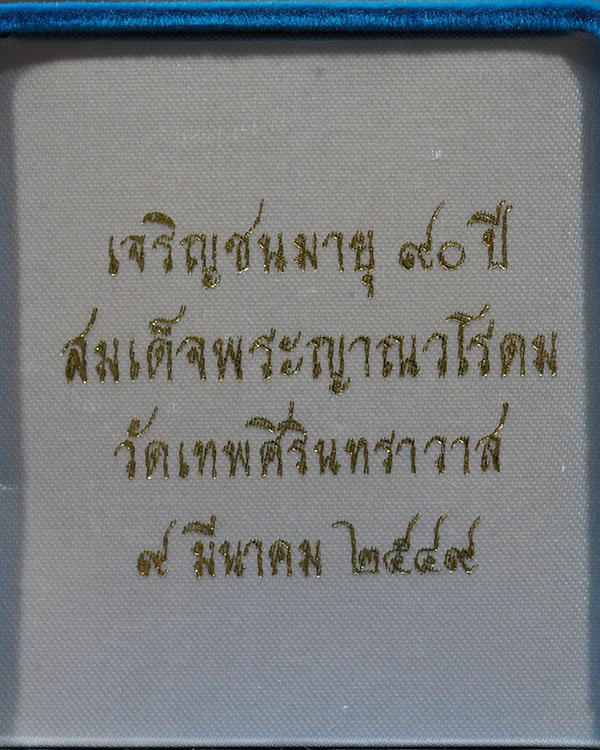 เจริญชนมายุ ๙๐ ปี
สมเด็จพระญาณวโรดม
วัดเทพศิรินทราวาส
๙ มีนาคม ๒๕๔๙